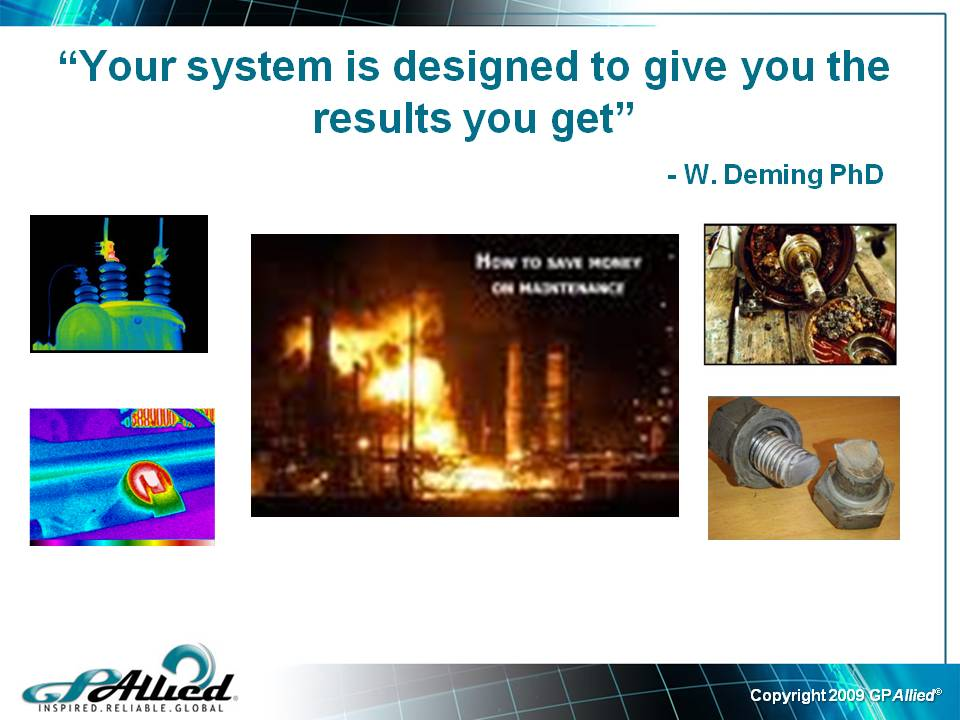 “Your system is designed to give you the
results you get”
- W. Deming PhD
How to save money
on maintenance
GPAllied®
INSPIRED.RELIABLE.GLOBAL
Copyright 2009 GPAllied©